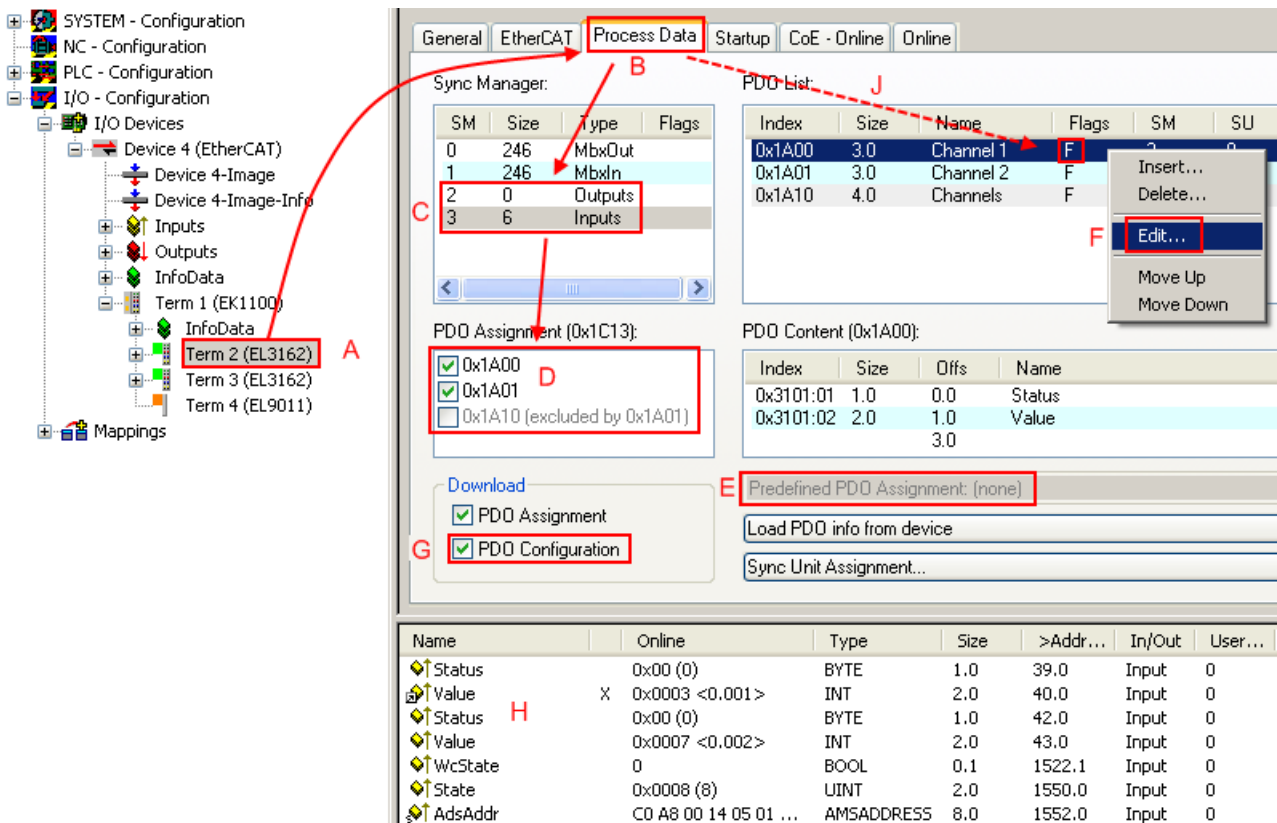 SYSTEM - Configuration
NC - Configuration
PLC - Configuration
I/O - Configuration
I/O Devices
Device 4 (EtherCAT)
Device 4-Image
Device 4-Image-Info
Inputs
Outputs
InfoData
Term 1 (EK1100)
InfoData
Term 2 (EL3162)
A
Term 3 (EL3162)
Term 4 (EL9011)
Mappings
General EtherCAT Process Data Startup CoE - Online Online
B
J
Sync Manager:
SM Size Type Flags
0 246 MbxOut
1 246 MbxIn
2 0 Outputs
3 6 Inputs
C
PDO List:
Index Size Name Flags SM SU
0x1A00 3.0 Channel 1 F
0x1A01 3.0 Channel 2 F
0x1A10 4.0 Channels F
Insert...
Delete...
F
Edit...
Move Up
Move Down
PDO Assignment (0x1C13):
0x1A00
0x1A01
0x1A10 (excluded by 0x1A01)
D
PDO Content (0x1A00):
Index Size Offs Name
0x3101:01 1.0 0.0 Status
0x3101:02 2.0 1.0 Value
3.0
Download
PDO Assignment
G
PDO Configuration
E
Predefined PDO Assignment: (none)
Load PDO info from device
Sync Unit Assignment...
Name Online Type Size >Addr... In/Out User...
Status 0x00 (0) BYTE 1.0 39.0 Input 0
Value X 0x0003 <0.001> INT 2.0 40.0 Input 0
Status 0x00 (0) BYTE 1.0 42.0 Input 0
H
Value 0x0007 <0.002> INT 2.0 43.0 Input 0
WcState 0 BOOL 0.1 1522.1 Input 0
State 0x0008 (8) UINT 2.0 1550.0 Input 0
AdsAddr C0 A8 00 14 05 01 ... AMSADDRESS 8.0 1552.0 Input 0